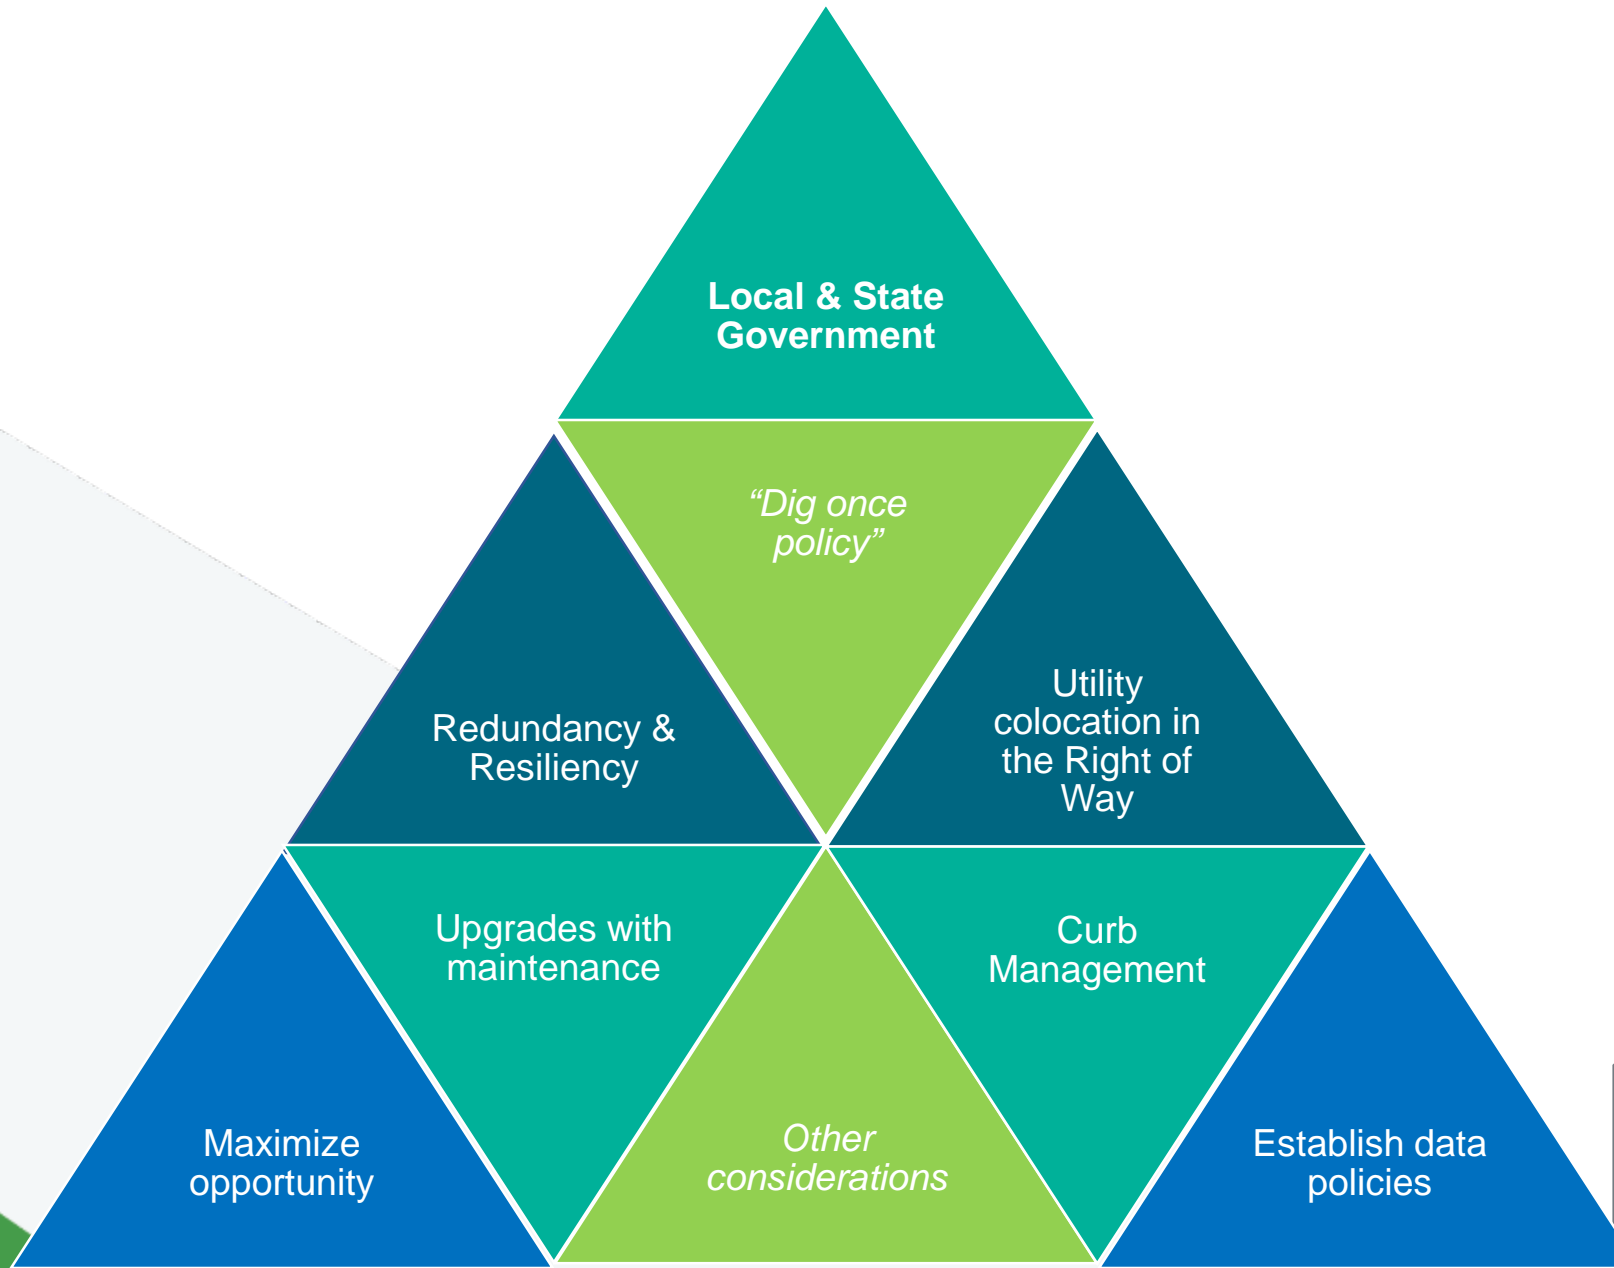 Local & State
Government
“Dig once
policy”
Redundancy &
Resiliency
Utility
colocation in
the Right of
Way
Upgrades with
maintenance
Curb
Management
Maximize
opportunity
Other
considerations
Establish data
policies